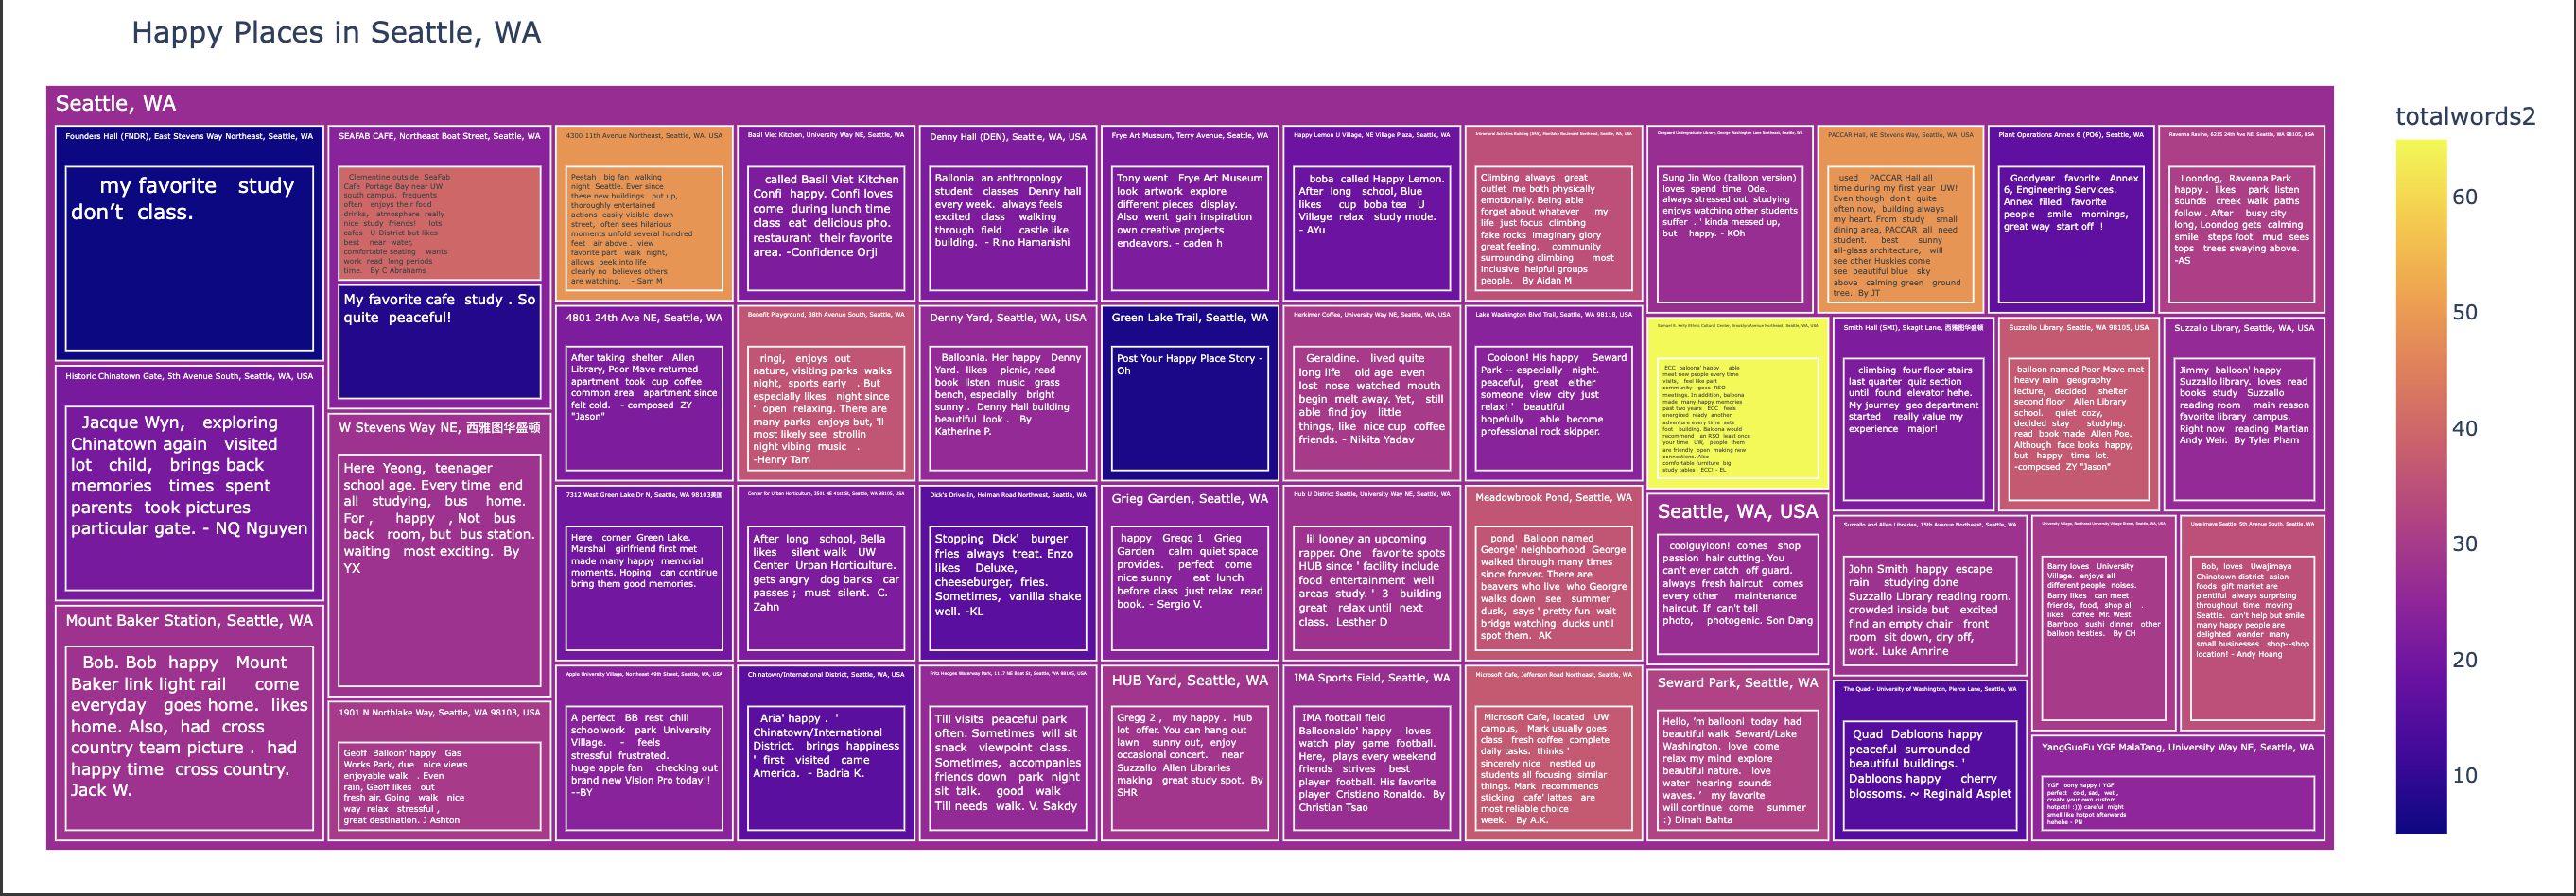 Happy Places in Seattle, WA
Seattle, WA
Founders Hall (FNDR), East Stevens Way Northeast, Seattle, WA
my favorite study
don’t class.
Historic Chinatown Gate, 5th Avenue South, Seattle, WA, USA
Jacque Wyn, exploring
Chinatown again visited
lot child, brings back
memories times spent
parents took pictures
particular gate. - NQ Nguyen
Mount Baker Station, Seattle, WA
Bob. Bob happy Mount
Baker link light rail come
everyday goes home. likes
home. Also, had cross
country team picture . had
happy time cross country.
Jack W.
SEAFAB CAFE, Northeast Boat Street, Seattle, WA
Clementine outside SeaFab
Cafe Portage Bay near UW'
south campus. frequents
often enjoys their food
drinks, atmosphere really
nice study friends! lots
cafes U-District but likes
best near water,
comfortable seating wants
work read long periods
time. By C Abrahams
My favorite cafe study . So
quite peaceful!
W Stevens Way NE, 西雅图华盛顿
Here Yeong, teenager
school age. Every time end
all studying, bus home.
For , happy , Not bus
back room, but bus station.
waiting most exciting. By
YX
1901 N Northlake Way, Seattle, WA 98103, USA
Geoff Balloon' happy Gas
Works Park, due nice views
enjoyable walk . Even
rain, Geoff likes out
fresh air. Going walk nice
way relax stressful ,
great destination. J Ashton
4300 11th Avenue Northeast, Seattle, WA, USA
Peetah big fan walking
night Seattle. Ever since
these new buildings put up,
thoroughly entertained
actions easily visible down
street, often sees hilarious
moments unfold several hundred
feet air above . view
favorite part walk night,
allows peek into life
clearly no believes others
are watching. - Sam M
4801 24th Ave NE, Seattle, WA
After taking shelter Allen
Library, Poor Mave returned
apartment took cup coffee
common area apartment since
felt cold. - composed ZY
"Jason"
7312 West Green Lake Dr N, Seattle, WA 98103美国
Here corner Green Lake.
Marshal girlfriend first met
made many happy memorial
moments. Hoping can continue
bring them good memories.
Apple University Village, Northeast 49th Street, Seattle, WA, USA
A perfect BB rest chill
schoolwork park University
Village. - feels
stressful frustrated.
huge apple fan checking out
brand new Vision Pro today!!
--BY
Basil Viet Kitchen, University Way NE, Seattle, WA
called Basil Viet Kitchen
Confi happy. Confi loves
come during lunch time
class eat delicious pho.
restaurant their favorite
area. -Confidence Orji
Benefit Playground, 38th Avenue South, Seattle, WA
ringi, enjoys out
nature, visiting parks walks
night, sports early . But
especially likes night since
' open relaxing. There are
many parks enjoys but, 'll
most likely see strollin
night vibing music .
-Henry Tam
Center for Urban Horticulture, 3501 NE 41st St, Seattle, WA 98105, USA
After long school, Bella
likes silent walk UW
Center Urban Horticulture.
gets angry dog barks car
passes ; must silent. C.
Zahn
Chinatown/International District, Seattle, WA, USA
Aria' happy . '
Chinatown/International
District. brings happiness
' first visited came
America. - Badria K.
Denny Hall (DEN), Seattle, WA, USA
Ballonia an anthropology
student classes Denny hall
every week. always feels
excited class walking
through field castle like
building. - Rino Hamanishi
Denny Yard, Seattle, WA, USA
Balloonia. Her happy Denny
Yard. likes picnic, read
book listen music grass
bench, especially bright
sunny . Denny Hall building
beautiful look . By
Katherine P.
Dick's Drive-In, Holman Road Northwest, Seattle, WA
Stopping Dick' burger
fries always treat. Enzo
likes Deluxe,
cheeseburger, fries.
Sometimes, vanilla shake
well. -KL
Fritz Hedges Waterway Park, 1117 NE Boat St, Seattle, WA 98105, USA
Till visits peaceful park
often. Sometimes will sit
snack viewpoint class.
Sometimes, accompanies
friends down park night
sit talk. good walk
Till needs walk. V. Sakdy
Frye Art Museum, Terry Avenue, Seattle, WA
Tony went Frye Art Museum
look artwork explore
different pieces display.
Also went gain inspiration
own creative projects
endeavors. - caden h
Green Lake Trail, Seattle, WA
Post Your Happy Place Story -
Oh
Grieg Garden, Seattle, WA
happy Gregg 1 Grieg
Garden calm quiet space
provides. perfect come
nice sunny eat lunch
before class just relax read
book. - Sergio V.
HUB Yard, Seattle, WA
Gregg 2 , my happy . Hub
lot offer. You can hang out
lawn sunny out, enjoy
occasional concert. near
Suzzallo Allen Libraries
making great study spot. By
SHR
Happy Lemon U Village, NE Village Plaza, Seattle, WA
boba called Happy Lemon.
After long school, Blue
likes cup boba tea U
Village relax study mode.
- AYu
Herkimer Coffee, University Way NE, Seattle, WA, USA
Geraldine. lived quite
long life old age even
lost nose watched mouth
begin melt away. Yet, still
able find joy little
things, like nice cup coffee
friends. - Nikita Yadav
Hub U District Seattle, University Way NE, Seattle, WA
lil looney an upcoming
rapper. One favorite spots
HUB since ' facility include
food entertainment well
areas study. ' 3 building
great relax until next
class. Lesther D
IMA Sports Field, Seattle, WA
IMA football field
Balloonaldo' happy loves
watch play game football.
Here, plays every weekend
friends strives best
player football. His favorite
player Cristiano Ronaldo. By
Christian Tsao
Climbing always great
outlet me both physically
emotionally. Being able
forget about whatever my
life just focus climbing
fake rocks imaginary glory
great feeling. community
surrounding climbing most
inclusive helpful groups
people. By Aidan M
Lake Washington Blvd Trail, Seattle, WA 98118, USA
Cooloon! His happy Seward
Park -- especially night.
peaceful, great either
someone view city just
relax! ' beautiful
hopefully able become
professional rock skipper.
Meadowbrook Pond, Seattle, WA
pond Balloon named
George' neighborhood George
walked through many times
since forever. There are
beavers who live who Georgre
walks down see summer
dusk, says ' pretty fun wait
bridge watching ducks until
spot them. AK
Microsoft Cafe, Jefferson Road Northeast, Seattle, WA
Microsoft Cafe, located UW
campus, Mark usually goes
class fresh coffee complete
daily tasks. thinks '
sincerely nice nestled up
students all focusing similar
things. Mark recommends
sticking cafe' lattes are
most reliable choice
week. By A.K.
Sung Jin Woo (balloon version)
loves spend time Ode.
always stressed out studying
enjoys watching other students
suffer . ' kinda messed up,
but happy. - KOh
PACCAR Hall, NE Stevens Way, Seattle, WA, USA
used PACCAR Hall all
time during my first year UW!
Even though don't quite
often now, building always
my heart. From study small
dining area, PACCAR all need
student. best sunny
all-glass architecture, will
see other Huskies come
see beautiful blue sky
above calming green ground
tree. By JT
Plant Operations Annex 6 (PO6), Seattle, WA
Goodyear favorite Annex
6, Engineering Services.
Annex filled favorite
people smile mornings,
great way start off !
Ravenna Ravine, 6215 24th Ave NE, Seattle, WA 98105, USA
Loondog, Ravenna Park
happy . likes park listen
sounds creek walk paths
follow . After busy city
long, Loondog gets calming
smile steps foot mud sees
tops trees swaying above.
-AS
Samuel E. Kelly Ethnic Cultural Center, Brooklyn Avenue Northeast, Seattle, WA, USA
ECC baloona' happy able
meet new people every time
visits, feel like part
community goes RSO
meetings. In addition, baloona
made many happy memories
past two years ECC feels
energized ready another
adventure every time sets
foot building. Baloona would
recommend an RSO least once
your time UW, people them
are friendly open making new
connections. Also
comfortable furniture big
study tables ECC! - EL
Smith Hall (SMI), Skagit Lane, 西雅图华盛顿
climbing four floor stairs
last quarter quiz section
until found elevator hehe.
My journey geo department
started really value my
experience major!
Suzzallo Library, Seattle, WA 98105, USA
balloon named Poor Mave met
heavy rain geography
lecture, decided shelter
second floor Allen Library
school. quiet cozy,
decided stay studying.
read book made Allen Poe.
Although face looks happy,
but happy time lot.
-composed ZY "Jason"
Suzzallo Library, Seattle, WA, USA
Jimmy balloon' happy
Suzzallo library. loves read
books study Suzzallo
reading room main reason
favorite library campus.
Right now reading Martian
Andy Weir. By Tyler Pham
Seattle, WA, USA
coolguyloon! comes shop
passion hair cutting. You
can't ever catch off guard.
always fresh haircut comes
every other maintenance
haircut. If can't tell
photo, photogenic. Son Dang
Seward Park, Seattle, WA
Hello, ’m balloonl today had
beautiful walk Seward/Lake
Washington. love come
relax my mind explore
beautiful nature. love
water hearing sounds
waves. ’ my favorite
will continue come summer
:) Dinah Bahta
Suzzallo and Allen Libraries, 15th Avenue Northeast, Seattle, WA
John Smith happy escape
rain studying done
Suzzallo Library reading room.
crowded inside but excited
find an empty chair front
room sit down, dry off,
work. Luke Amrine
The Quad - University of Washington, Pierce Lane, Seattle, WA
Quad Dabloons happy
peaceful surrounded
beautiful buildings. '
Dabloons happy cherry
blossoms. ~ Reginald Asplet
University Village, Northeast University Village Street, Seattle, WA, USA
Barry loves University
Village. enjoys all
different people noises.
Barry likes can meet
friends, food, shop all .
likes coffee Mr. West
Bamboo sushi dinner other
balloon besties. By CH
Uwajimaya Seattle, 5th Avenue South, Seattle, WA
Bob, loves Uwajimaya
Chinatown district asian
foods gift market are
plentiful always surprising
throughout time moving
Seattle. can't help but smile
many happy people are
delighted wander many
small businesses shop--shop
location! - Andy Hoang
YangGuoFu YGF MalaTang, University Way NE, Seattle, WA
YGF loony happy ! YGF
perfect cold, sad, wet ,
create your own custom
hotpot!! :))) careful might
smell like hotpot afterwards
hehehe - PN
totalwords2
60
50
40
30
20
10